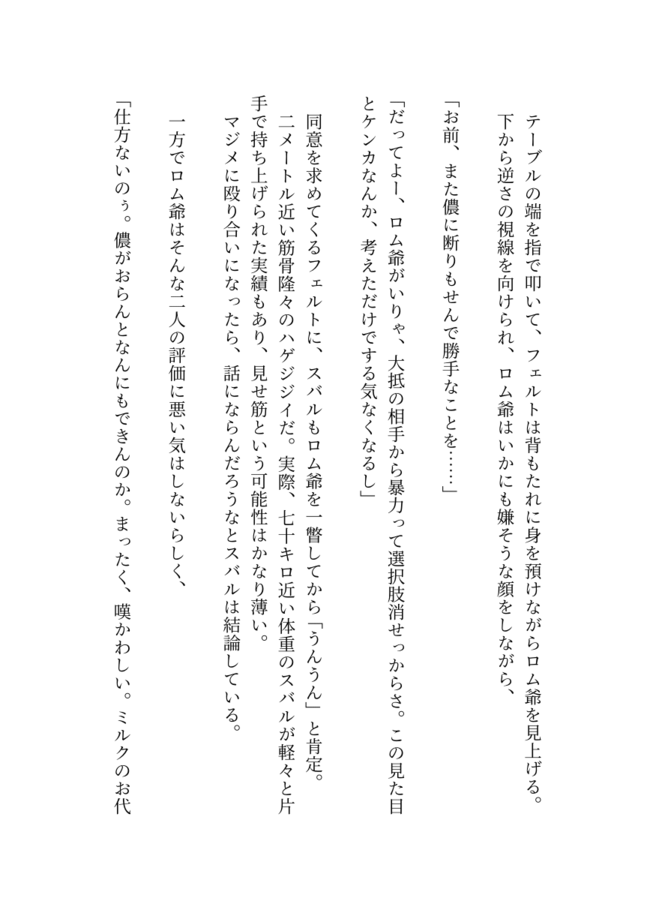 テーブルの端を指で叩いて、フェルトは背もたれに身を預けながらロム爺を見上げる。
下から逆さの視線を向けられ、ロム爺はいかにも嫌そうな顔をしながら、
「お前、また儂に断りもせんで勝手なことを……」
「だってよー、ロム爺がいりゃ、大抵の相手から暴力って選択肢消せっからさ。この見た目
とケンカなんか、考えただけでする気なくなるし」
同意を求めてくるフェルトに、スバルもロム爺を一瞥してから「うんうん」と肯定。
二メートル近い筋骨隆々のハゲジジイだ。実際、七十キロ近い体重のスバルが軽々と片
手で持ち上げられた実績もあり、見せ筋という可能性はかなり薄い。
マジメに殴り合いになったら、話にならんだろうなとスバルは結論している。
一方でロム爺はそんな二人の評価に悪い気はしないらしく、
「仕方ないのぅ。儂がおらんとなんにもできんのか。まったく、嘆かわしい。ミルクのお代